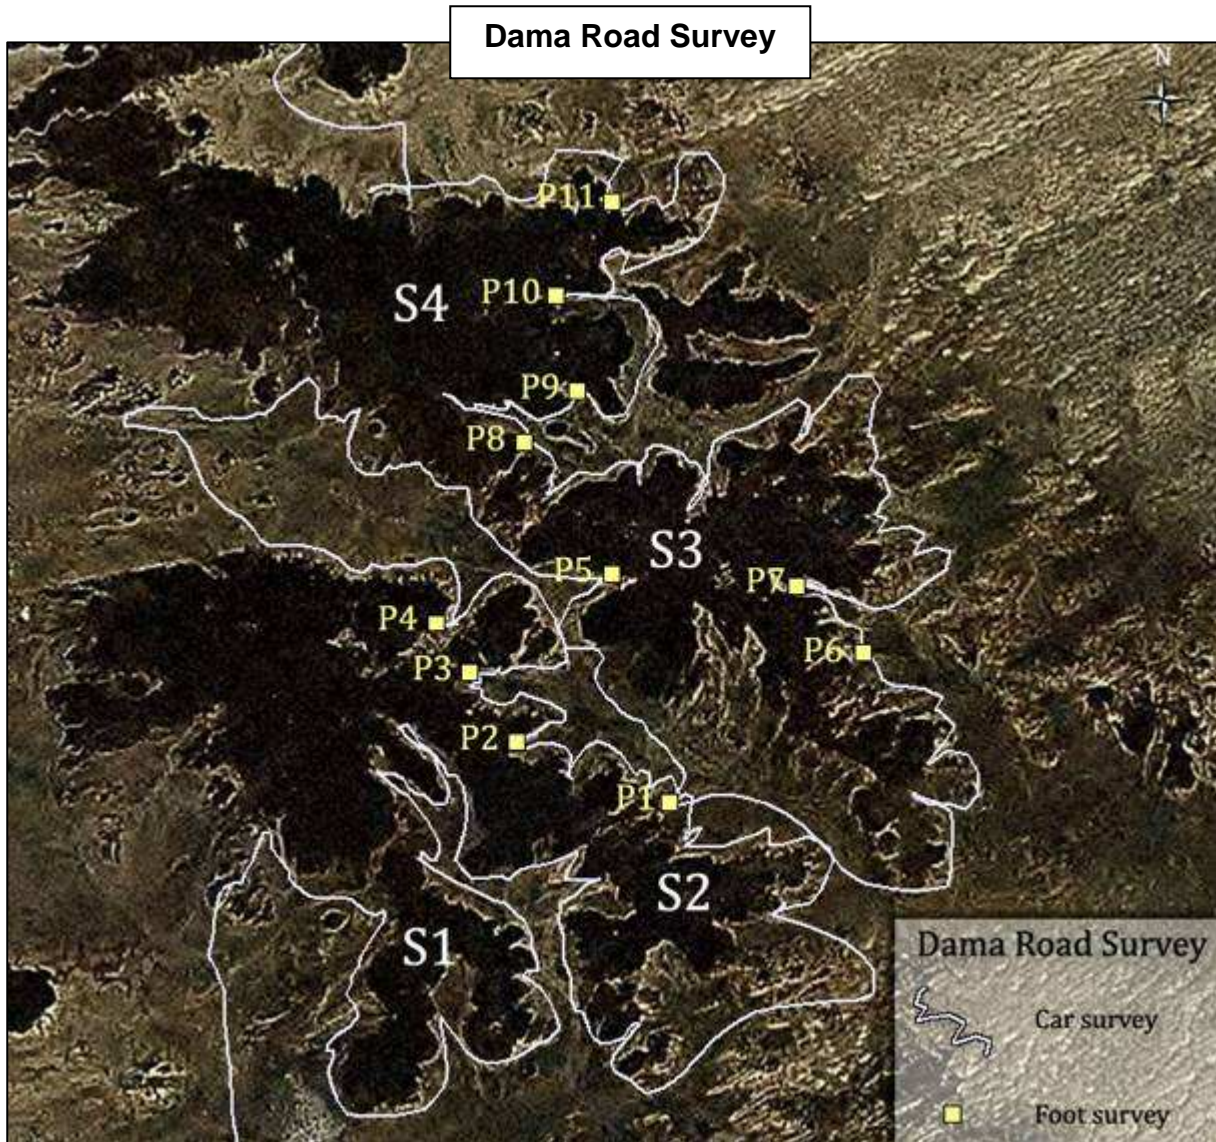 Dama Road Survey
N
P11
P10
S4
P9
P8
S3
P5
P7
P4
P6
P3
P2
P1
S2
S1
Dama Road Survey
Car survey
Foot survey